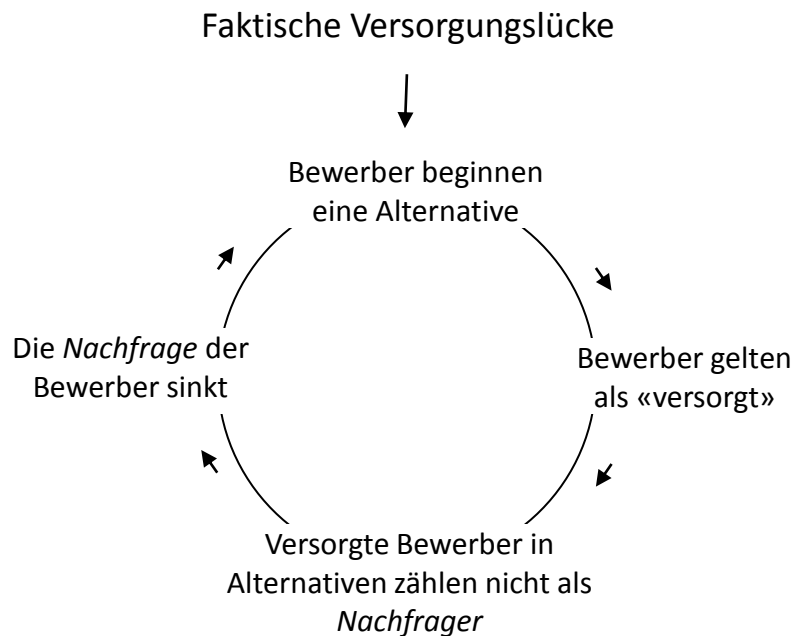 Faktische Versorgungslücke
Bewerber beginnen
eine Alternative
Bewerber gelten
als «versorgt»
Versorgte Bewerber in
Alternativen zählen nicht als
Nachfrager
Die Nachfrage der
Bewerber sinkt